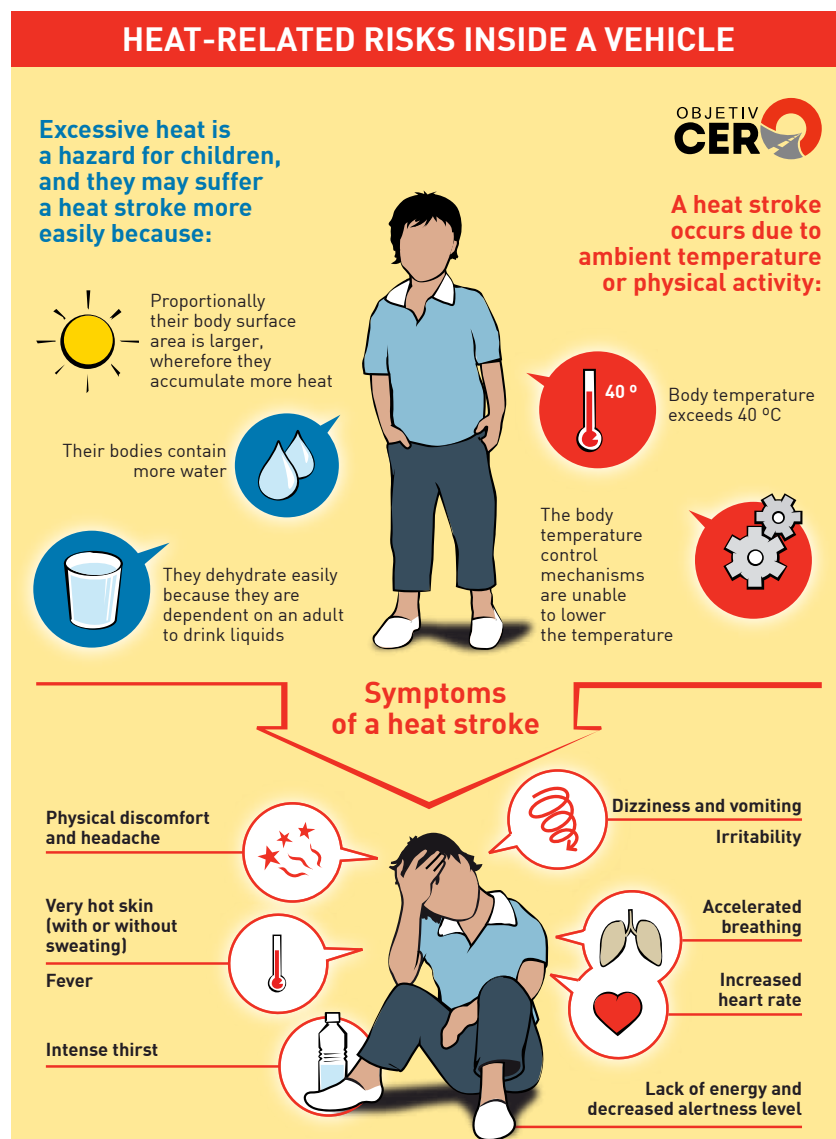 HEAT-RELATED RISKS INSIDE A VEHICLE
Excessive heat is
a hazard for children,
and they may suffer
a heat stroke more
easily because:
OBJETIV
CER
A heat stroke
occurs due to
ambient temperature
or physical activity:
Proportionally
their body surface
area is larger,
wherefore they
accumulate more heat
Their bodies contain
more water
They dehydrate easily
because they are
dependent on an adult
to drink liquids
40 º
Body temperature
exceeds 40 ºC
The body
temperature
control
mechanisms
are unable
to lower
the temperature
Symptoms
of a heat stroke
Physical discomfort
and headache
Very hot skin
(with or without
sweating)
Fever
Intense thirst
Dizziness and vomiting
Irritability
Accelerated
breathing
Increased
heart rate
Lack of energy and
decreased alertness level